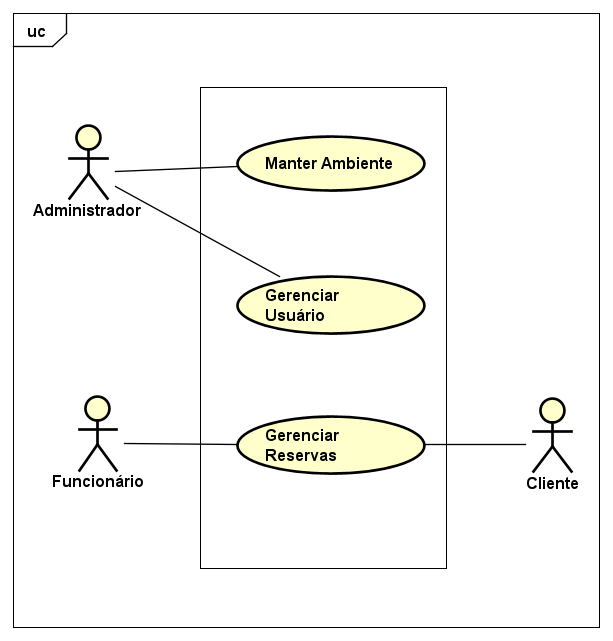 uc
Manter Ambiente
Administrador
Gerenciar
Usuário
Gerenciar
Reservas
Funcionário
Cliente